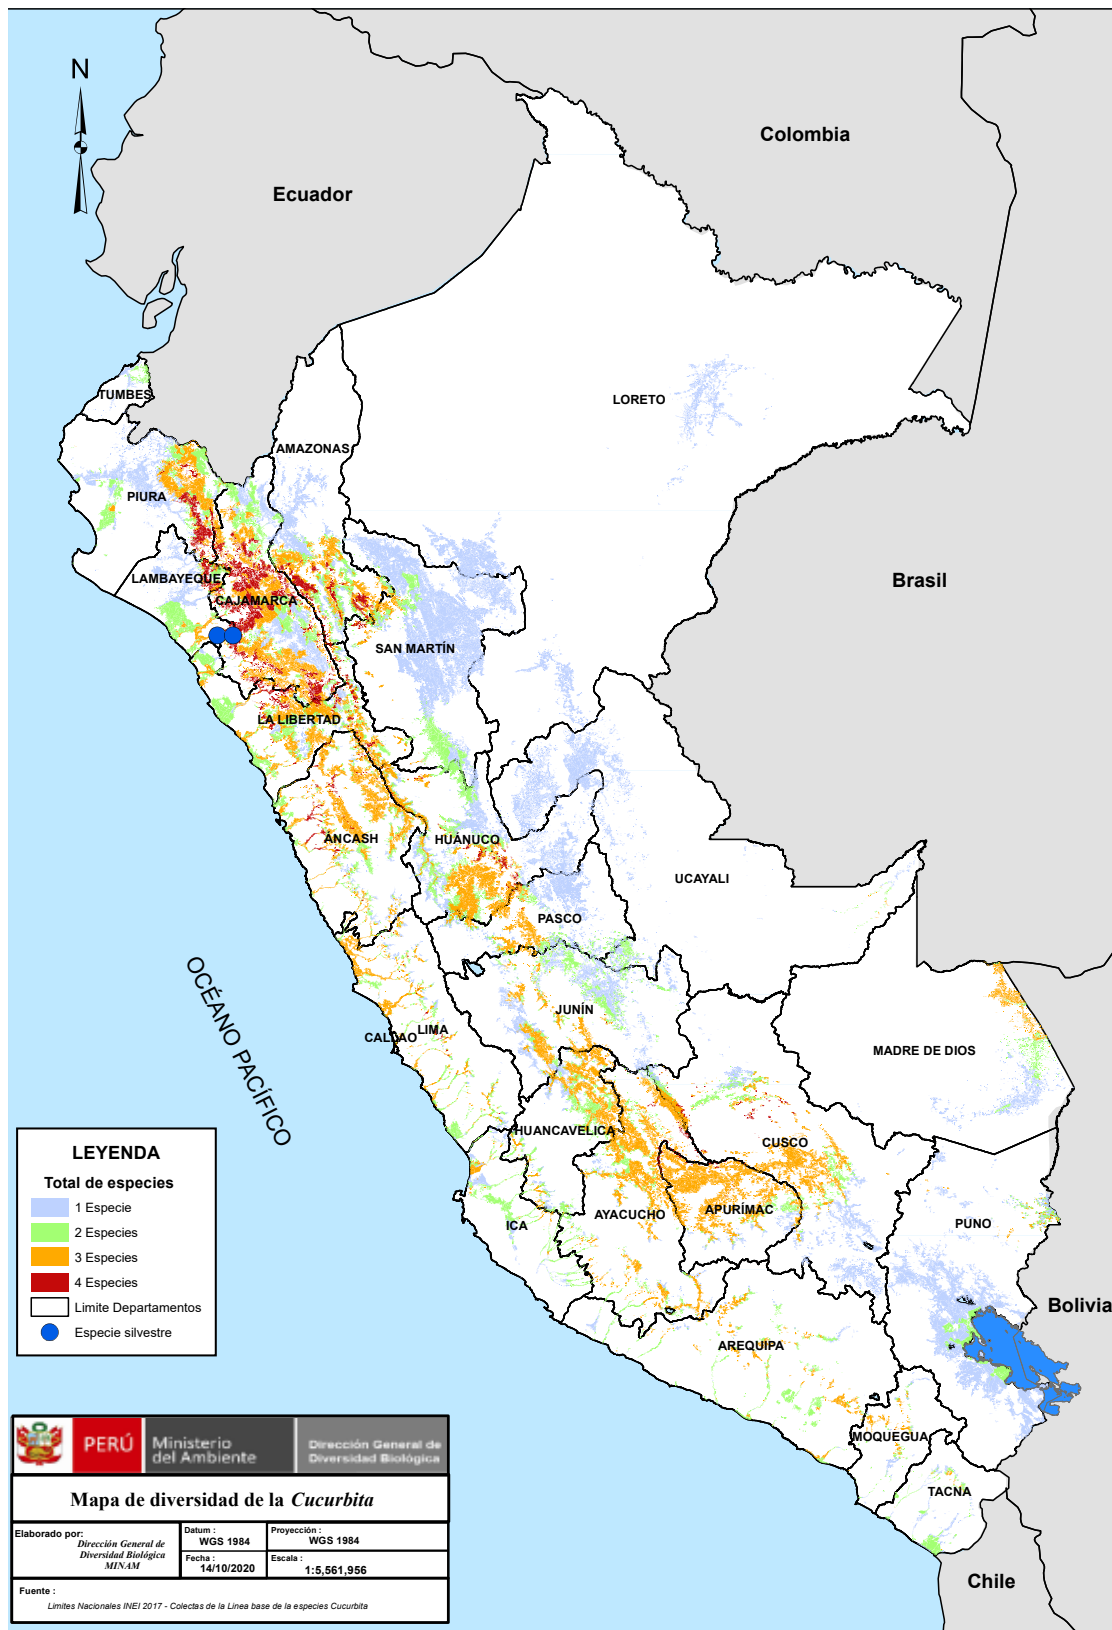 N
Colombia
Ecuador
LORETO
TUMBES
AMAZONAS
PIURA
Brasil
LAMBAYEQUE
CAJAMARCA
SAN MARTÍN
LA LIBERTAD
ANCASH
HUÁNUCO
UCAYALI
PASCO
OCÉANO PACÍFICO
JUNÍN
LIMA
CALLAO
MADRE DE DIOS
HUANCAVELICA
CUSCO
AYACUCHO
APURÍMAC
ICA
PUNO
Bolivia
AREQUIPA
MOQUEGUA
TACNA
Chile
LEYENDA
Total de especies
1 Especie
2 Especies
3 Especies
4 Especies
Limite Departamentos
Especie silvestre
PERÚ
Ministerio
del Ambiente
Dirección General de
Diversidad Biológica
Mapa de diversidad de la Cucurbita
Elaborado por:
Dirección General de
Diversidad Biológica
MINAM
Datum :
WGS 1984
Proyección :
WGS 1984
Fecha :
14/10/2020
Escala :
1:5,561,956
Fuente :
Limites Nacionales INEI 2017 - Colectas de la Linea base de la especies Cucurbita